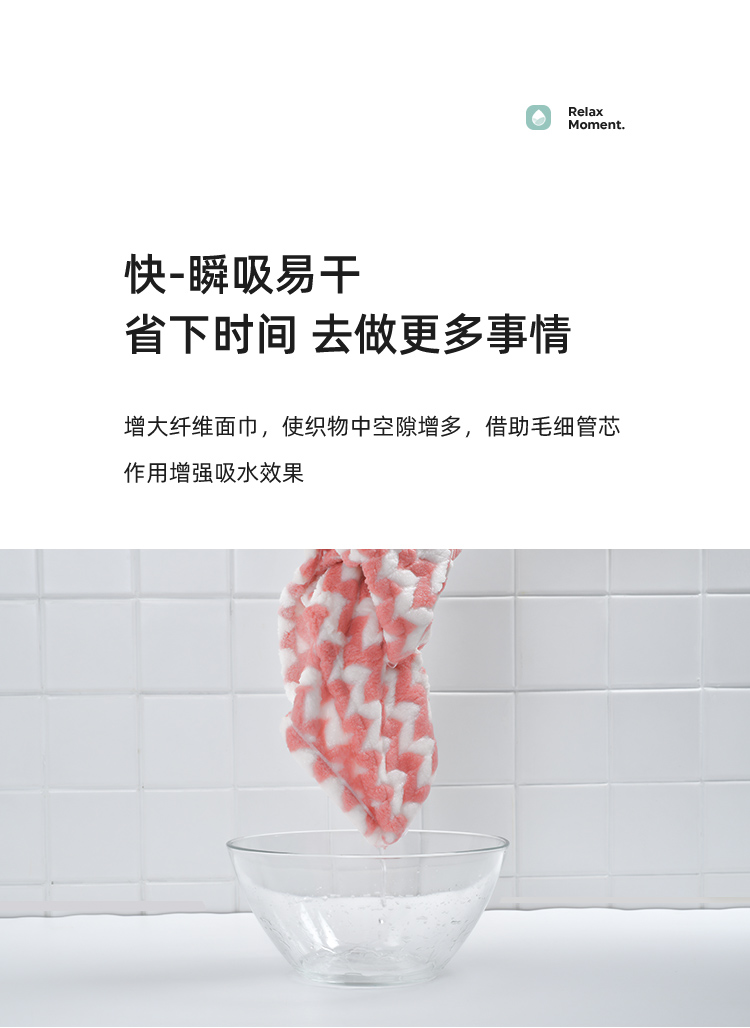 Relax
Moment.
快-瞬吸易干
省下时间 去做更多事情
增大纤维面巾，使织物中空隙增多，借助毛细管芯
作用增强吸水效果